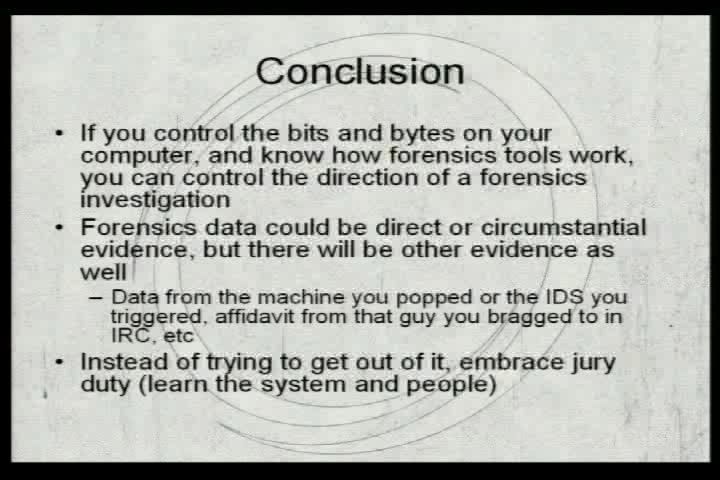 Conclusion
• If you control the bits and bytes on your
computer, and know how forensics tools work,
you can control the direction of a forensics
investigation
• Forensics data could be direct or circumstantial
evidence, but there will be other evidence as
well
– Data from the machine you popped or the IDS you
triggered, affidavit from that guy you bragged to in
IRC, etc
• Instead of trying to get out of it, embrace jury
duty (learn the system and people)